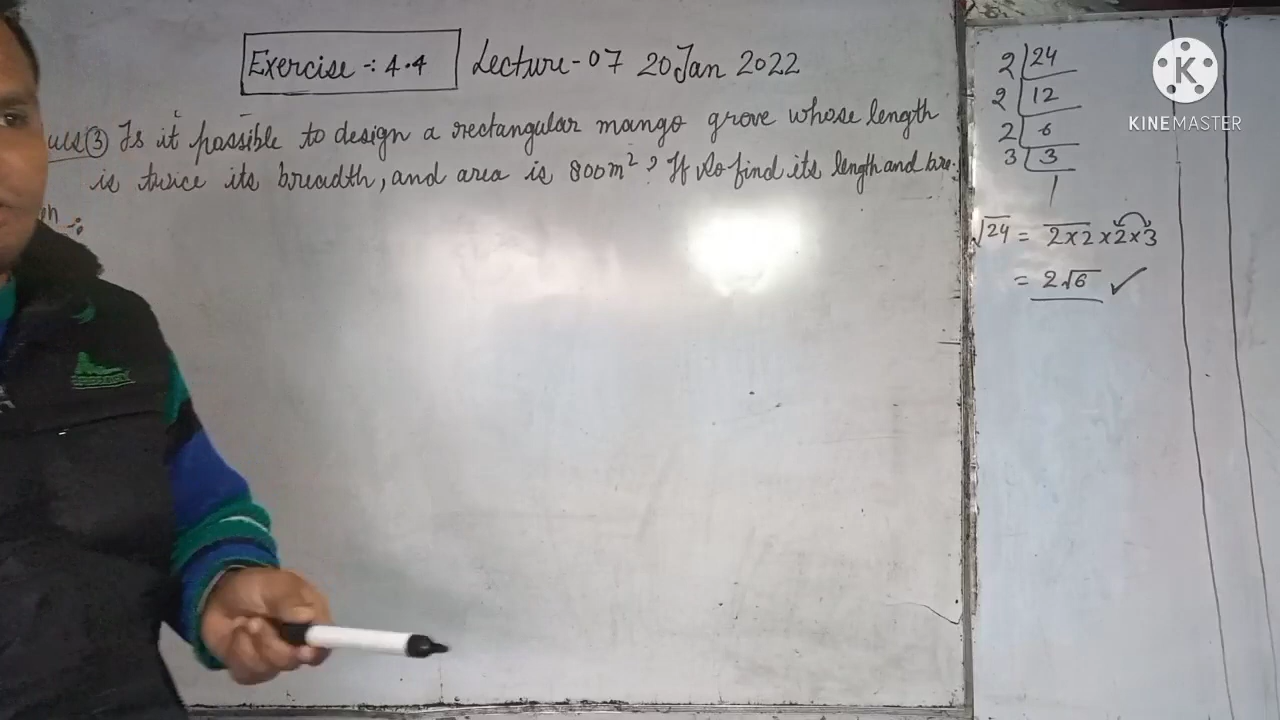 Exercise -: 4.4 Lecture-07 20 Jan 2022
Ques (3) Is it possible to design a rectangular mango grove whose length
is twice its breadth, and area is 800m²? If so find its length and
2 24
2 12
2 6
3 3
1
√24 = 2×2×2×3
= 2√6 ✓
KINEMASTER